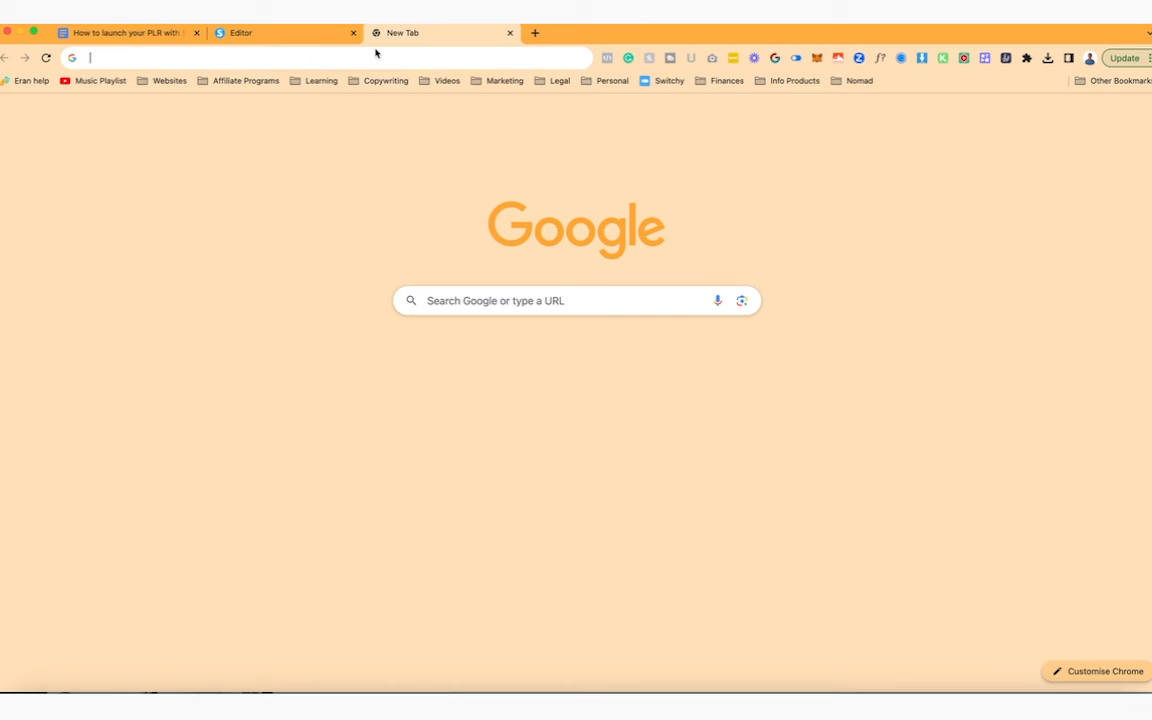 How to launch your PLR with
Editor
New Tab
Update
Eran help
Music Playlist
Websites
Affiliate Programs
Learning
Copywriting
Videos
Marketing
Legal
Personal
Switchy
Finances
Info Products
Nomad
Other Bookmarks
Google
Search Google or type a URL
Customise Chrome